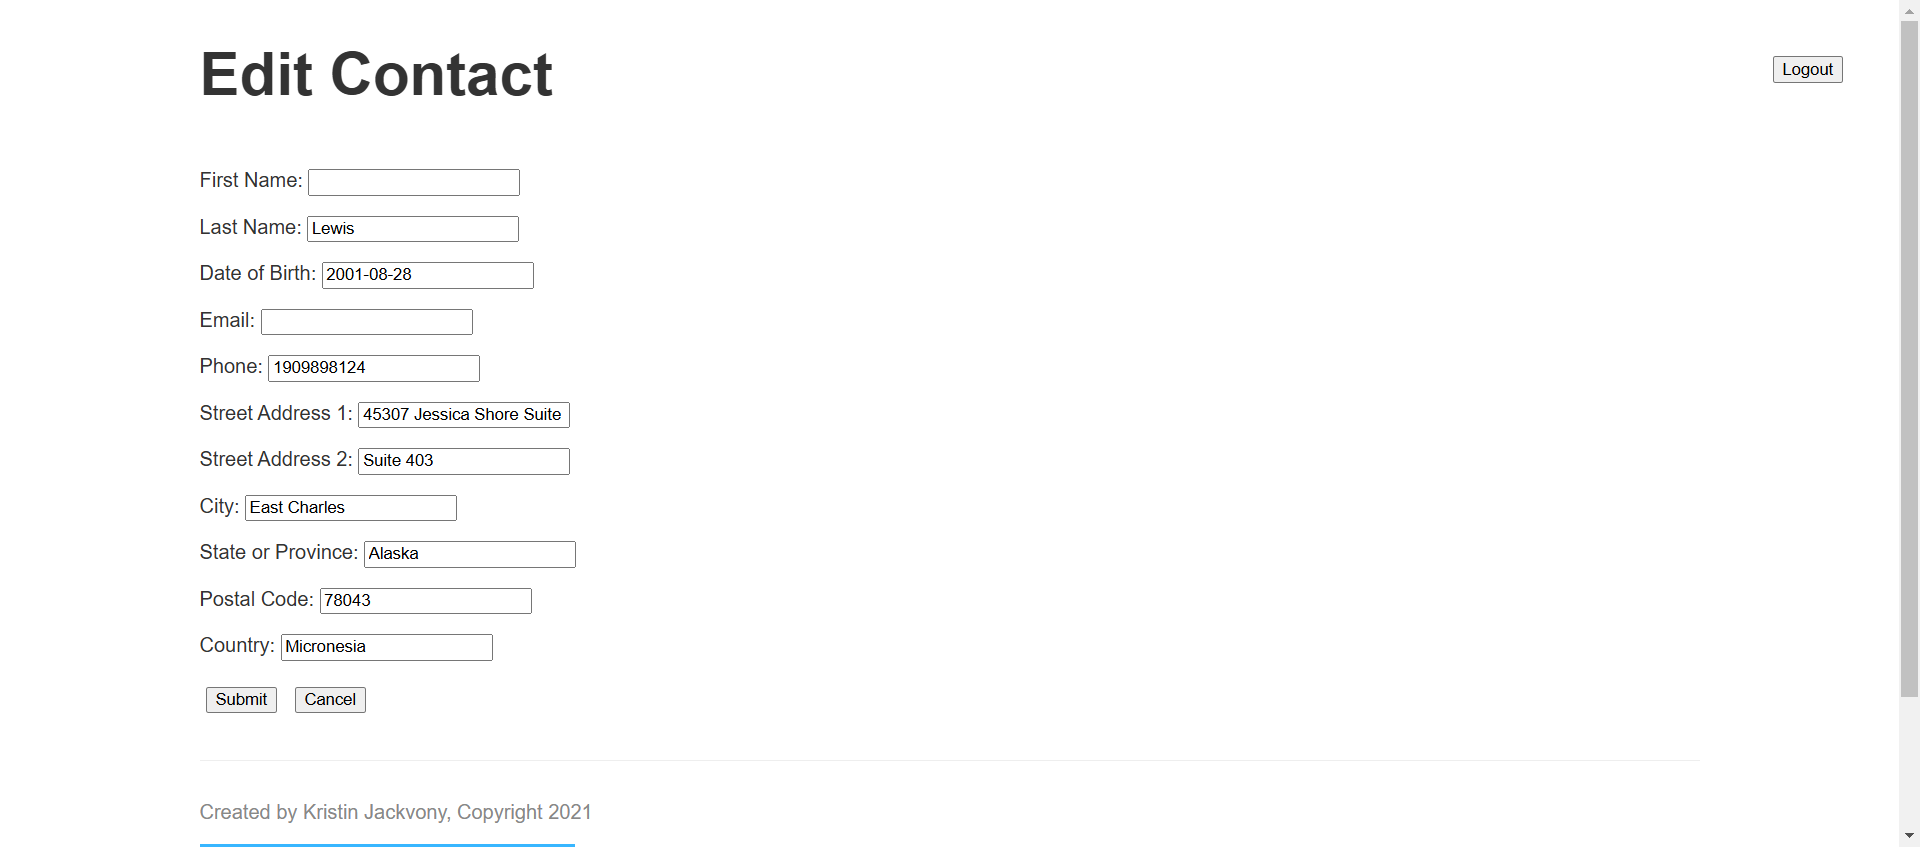 Edit Contact
Logout
First Name:
Last Name: Lewis
Date of Birth: 2001-08-28
Email:
Phone: 1909898124
Street Address 1: 45307 Jessica Shore Suite
Street Address 2: Suite 403
City: East Charles
State or Province: Alaska
Postal Code: 78043
Country: Micronesia
Submit Cancel
Created by Kristin Jackvony, Copyright 2021